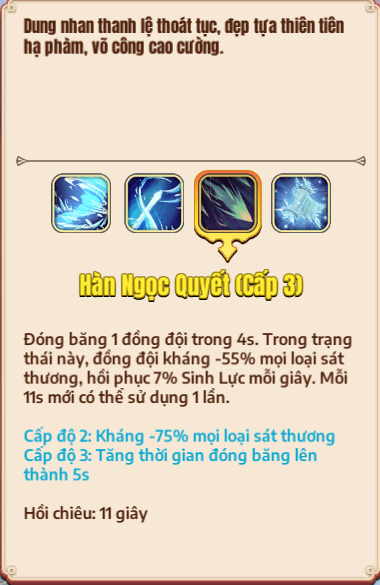 Dung nhan thanh lệ thoát tục, đẹp tựa thiên tiên
hạ phàm, võ công cao cường.
Hàn Ngọc Quyết (Cấp 3)
Đóng băng 1 đồng đội trong 4s. Trong trạng
thái này, đồng đội kháng -55% mọi loại sát
thương, hồi phục 7% Sinh Lực mỗi giây. Mỗi
11s mới có thể sử dụng 1 lần.
Cấp độ 2: Kháng -75% mọi loại sát thương
Cấp độ 3: Tăng thời gian đóng băng lên
thành 5s
Hồi chiêu: 11 giây